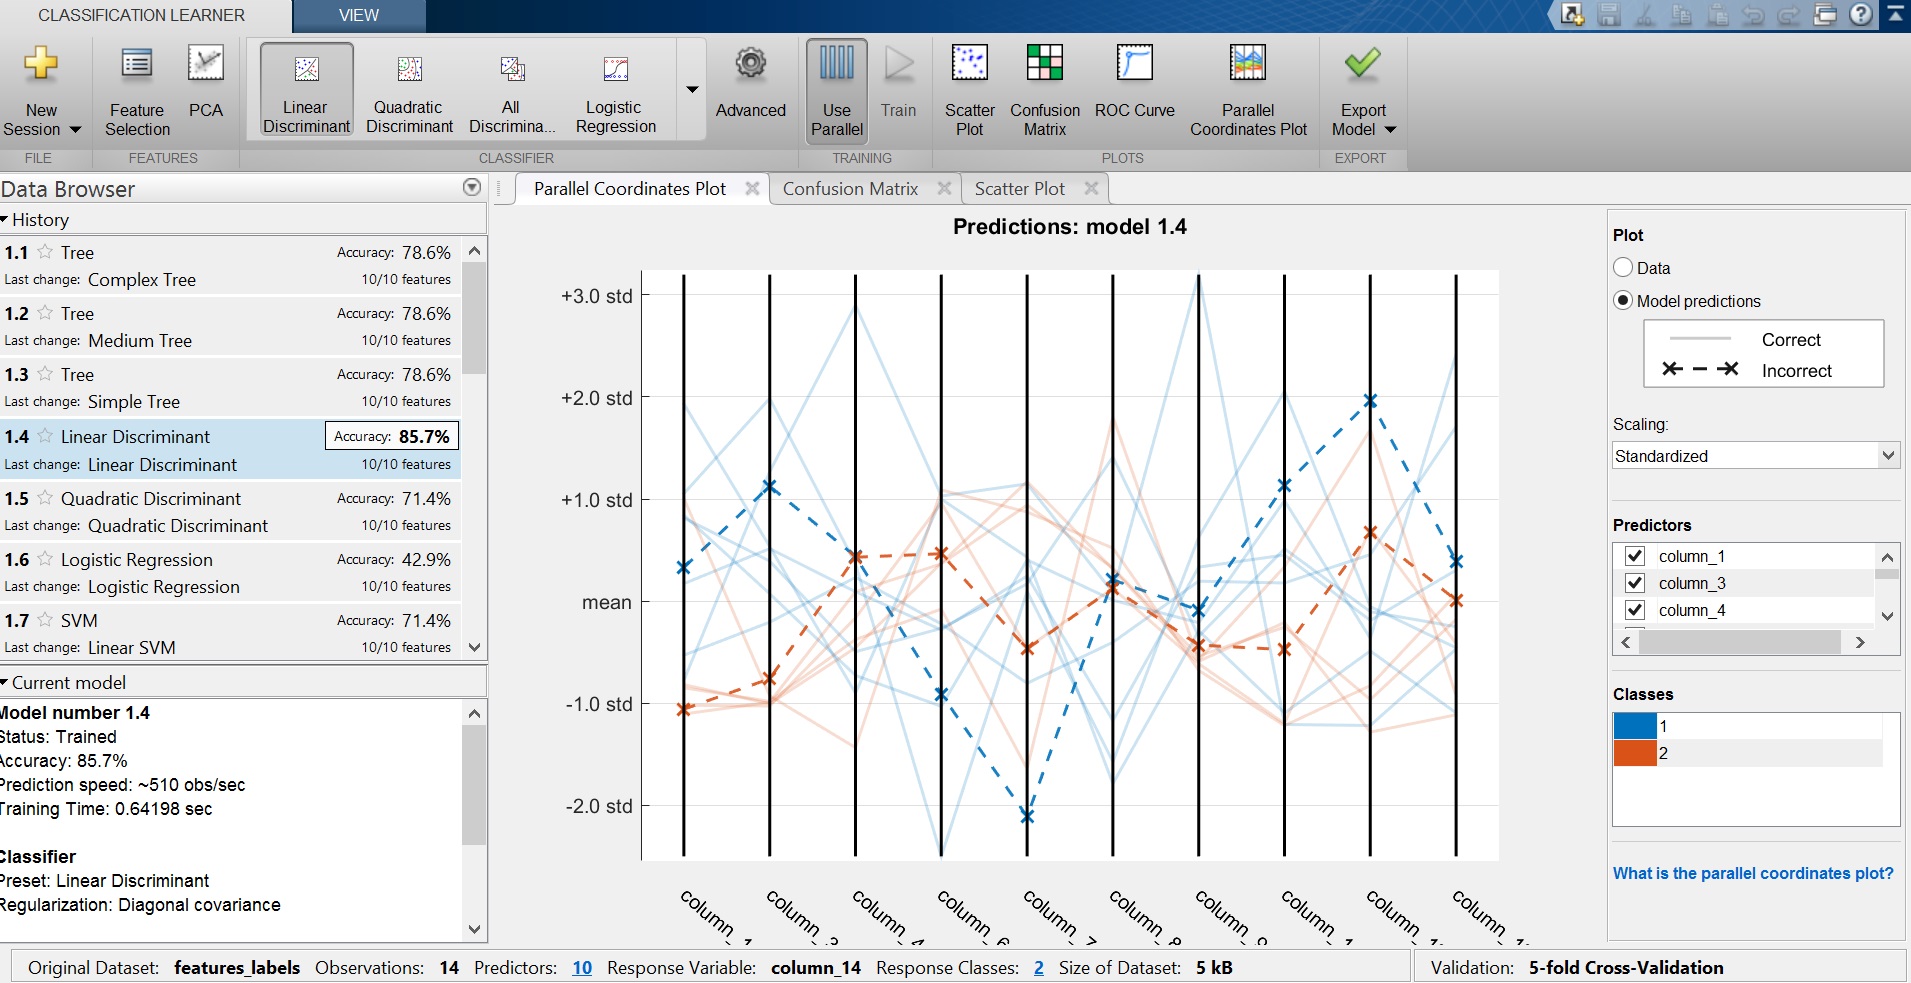 CLASSIFICATION LEARNER VIEW
New Session
Feature Selection
PCA
Linear Discriminant
Quadratic Discriminant
All Discrimina...
Logistic Regression
Advanced
Use Parallel
Train
Scatter Plot
Confusion Matrix
ROC Curve
Parallel Coordinates Plot
Export Model
FILE FEATURES CLASSIFIER TRAINING PLOTS EXPORT
Data Browser
History
1.1 Tree Accuracy: 78.6%
Last change: Complex Tree 10/10 features
1.2 Tree Accuracy: 78.6%
Last change: Medium Tree 10/10 features
1.3 Tree Accuracy: 78.6%
Last change: Simple Tree 10/10 features
1.4 Linear Discriminant Accuracy: 85.7%
Last change: Linear Discriminant 10/10 features
1.5 Quadratic Discriminant Accuracy: 71.4%
Last change: Quadratic Discriminant 10/10 features
1.6 Logistic Regression Accuracy: 42.9%
Last change: Logistic Regression 10/10 features
1.7 SVM Accuracy: 71.4%
Last change: Linear SVM 10/10 features
Current model
Model number 1.4
Status: Trained
Accuracy: 85.7%
Prediction speed: ~510 obs/sec
Training Time: 0.64198 sec
Classifier
Preset: Linear Discriminant
Regularization: Diagonal covariance
Parallel Coordinates Plot Confusion Matrix Scatter Plot
Predictions: model 1.4
+3.0 std
+2.0 std
+1.0 std
mean
-1.0 std
-2.0 std
column_4
column_6
column_7
column_8
column_9
Plot
Data
Model predictions
Correct
Incorrect
Scaling:
Standardized
Predictors
column_1
column_3
column_4
Classes
1
2
What is the parallel coordinates plot?
Original Dataset: features_labels Observations: 14 Predictors: 10 Response Variable: column_14 Response Classes: 2 Size of Dataset: 5 kB Validation: 5-fold Cross-Validation